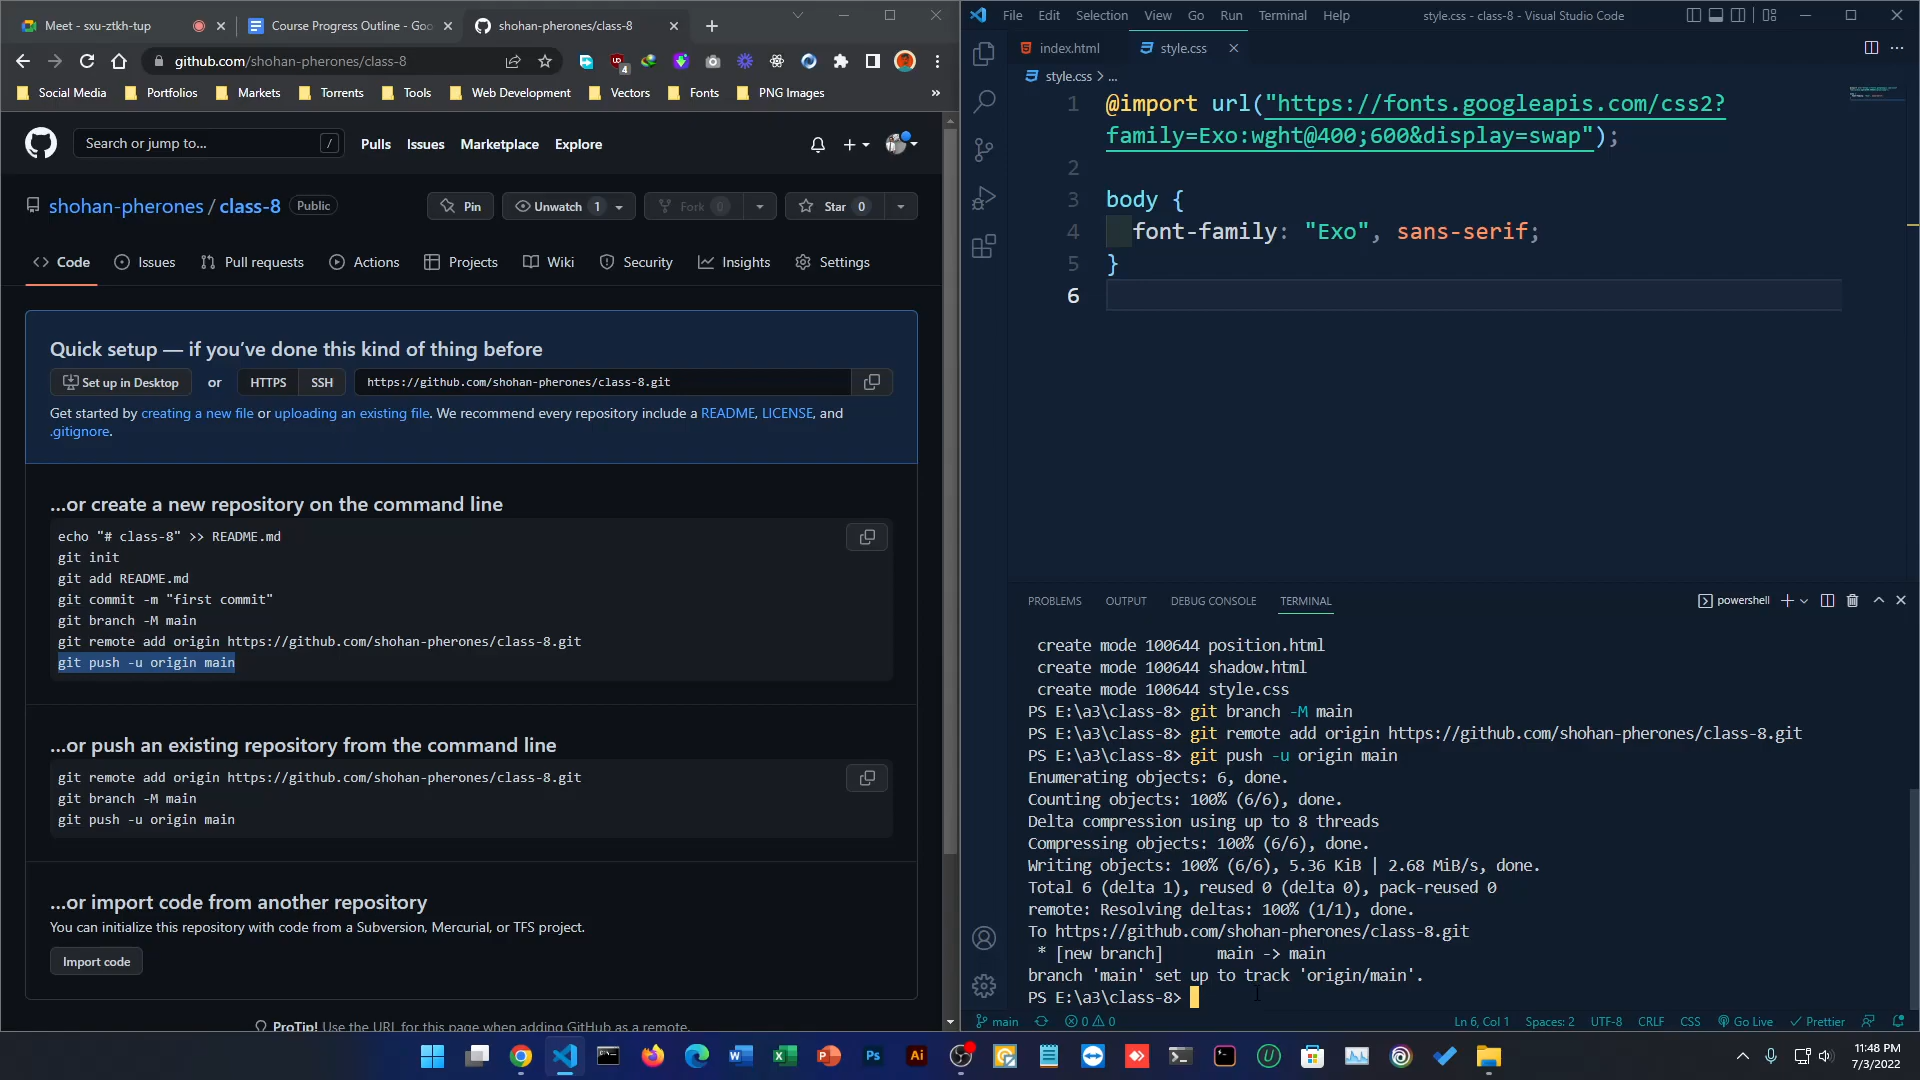 Meet - sxu-ztkh-tup
Course Progress Outline - Goo
shohan-pherones/class-8
github.com/shohan-pherones/class-8
4
Social Media
Portfolios
Markets
Torrents
Tools
Web Development
Vectors
Fonts
PNG Images
»
Search or jump to...
/
Pulls
Issues
Marketplace
Explore
shohan-pherones / class-8
Public
Pin
Unwatch 1
Fork 0
Star 0
Code
Issues
Pull requests
Actions
Projects
Wiki
Security
Insights
Settings
Quick setup — if you've done this kind of thing before
Set up in Desktop
or
HTTPS
SSH
https://github.com/shohan-pherones/class-8.git
Get started by creating a new file or uploading an existing file. We recommend every repository include a README, LICENSE, and
.gitignore.
...or create a new repository on the command line
echo "# class-8" >> README.md
git init
git add README.md
git commit -m "first commit"
git branch -M main
git remote add origin https://github.com/shohan-pherones/class-8.git
git push -u origin main
...or push an existing repository from the command line
git remote add origin https://github.com/shohan-pherones/class-8.git
git branch -M main
git push -u origin main
...or import code from another repository
You can initialize this repository with code from a Subversion, Mercurial, or TFS project.
Import code
ProTip! Use the URL for this page when adding GitHub as a remote.
File
Edit
Selection
View
Go
Run
Terminal
Help
style.css - class-8 - Visual Studio Code
index.html
style.css
style.css > ...
1 @import url("https://fonts.googleapis.com/css2?
family=Exo:wght@400;600&display=swap");
2
3 body {
4 font-family: "Exo", sans-serif;
5 }
6
PROBLEMS
OUTPUT
DEBUG CONSOLE
TERMINAL
powershell
create mode 100644 position.html
create mode 100644 shadow.html
create mode 100644 style.css
PS E:\a3\class-8> git branch -M main
PS E:\a3\class-8> git remote add origin https://github.com/shohan-pherones/class-8.git
PS E:\a3\class-8> git push -u origin main
Enumerating objects: 6, done.
Counting objects: 100% (6/6), done.
Delta compression using up to 8 threads
Compressing objects: 100% (6/6), done.
Writing objects: 100% (6/6), 5.36 KiB | 2.68 MiB/s, done.
Total 6 (delta 1), reused 0 (delta 0), pack-reused 0
remote: Resolving deltas: 100% (1/1), done.
To https://github.com/shohan-pherones/class-8.git
* [new branch]      main -> main
branch 'main' set up to track 'origin/main'.
PS E:\a3\class-8>
main
0
0
Ln 6, Col 1
Spaces: 2
UTF-8
CRLF
CSS
Go Live
Prettier
Ps
Ai
11:48 PM
7/3/2022